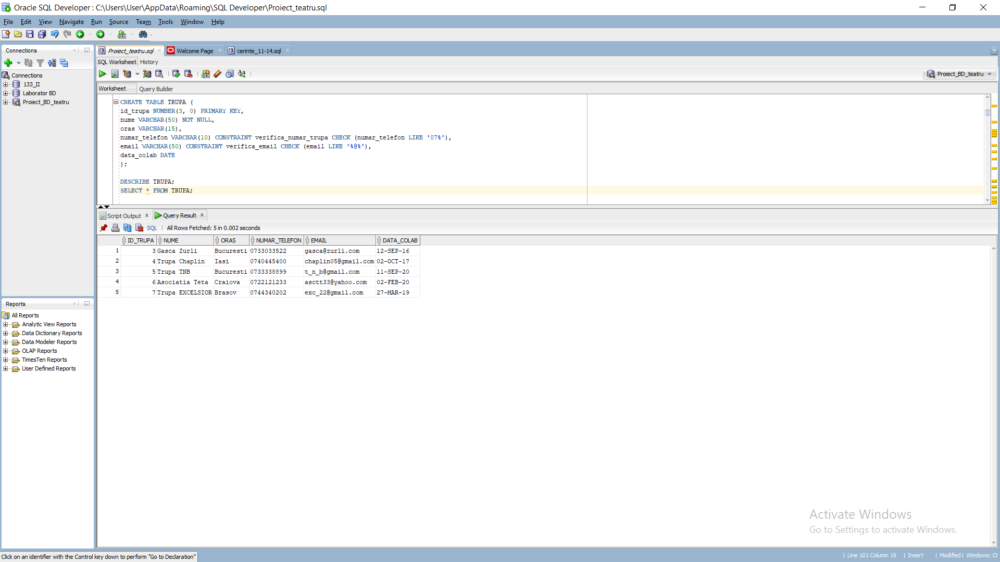 Oracle SQL Developer : C:\Users\User\AppData\Roaming\SQL Developer\Proiect_teatru.sql
File Edit View Navigate Run Source Team Tools Window Help
Connections
Proiect_teatru.sql Welcome Page cerinte_11-14.sql
SQL Worksheet History
Proiect_BD_teatru
Worksheet Query Builder
Connections
133_II
Laborator BD
Proiect_BD_teatru
CREATE TABLE TRUPA (
id_trupa NUMBER(3, 0) PRIMARY KEY,
nume VARCHAR(50) NOT NULL,
oras VARCHAR(15),
numar_telefon VARCHAR(10) CONSTRAINT verifica_numar_trupa CHECK (numar_telefon LIKE '07%'),
email VARCHAR(50) CONSTRAINT verifica_email CHECK (email LIKE '%@%'),
data_colab DATE
);
DESCRIBE TRUPA;
SELECT * FROM TRUPA;
Script Output Query Result
SQL All Rows Fetched: 5 in 0.002 seconds
ID_TRUPA NUME ORAS NUMAR_TELEFON EMAIL DATA_COLAB
1 3 Gasca Zurli Bucuresti 0733033522 gasca@zurli.com 12-SEP-16
2 4 Trupa Chaplin Iasi 0740445400 chaplin05@gmail.com 02-OCT-17
3 5 Trupa TNB Bucuresti 0733338899 t_n_b@gmail.com 11-SEP-20
4 6 Asociatia Teta Craiova 0722121233 asctt33@yahoo.com 02-FEB-20
5 7 Trupa EXCELSIOR Brasov 0744340202 exc_22@gmail.com 27-MAR-19
Reports
All Reports
Analytic View Reports
Data Dictionary Reports
Data Modeler Reports
OLAP Reports
TimesTen Reports
User Defined Reports
Activate Windows
Go to Settings to activate Windows.
Click on an identifier with the Control key down to perform "Go to Declaration"
Line 101 Column 19 Insert Modified Windows: